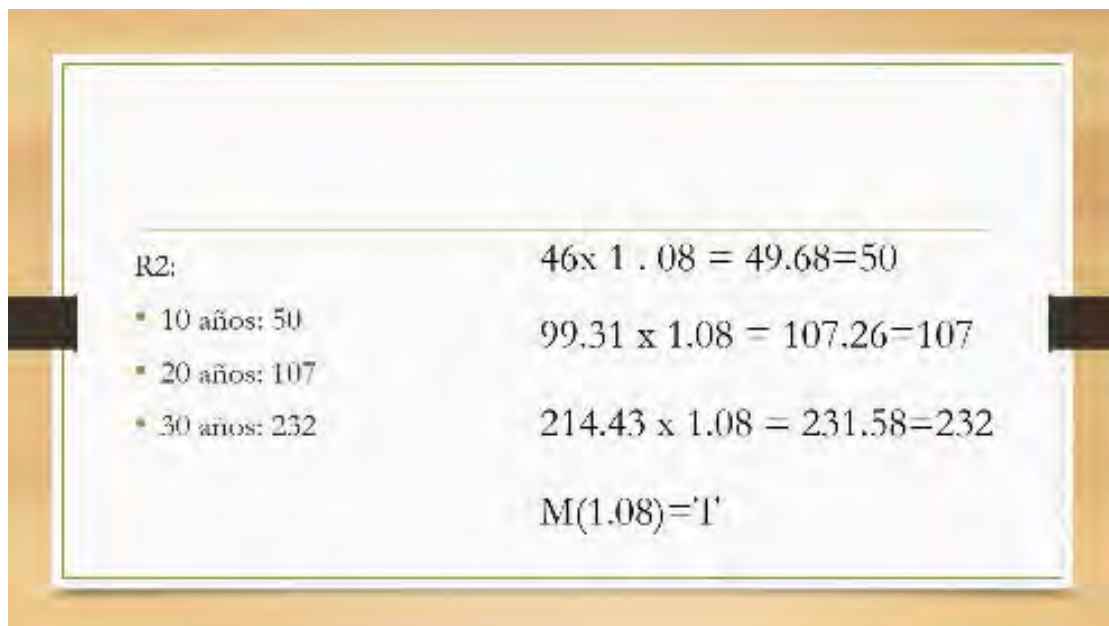 R2:
10 años: 50
20 años: 107
30 años: 232
46x 1 . 08 = 49.68=50
99.31 x 1.08 = 107.26=107
214.43 x 1.08 = 231.58=232
M(1.08)=T